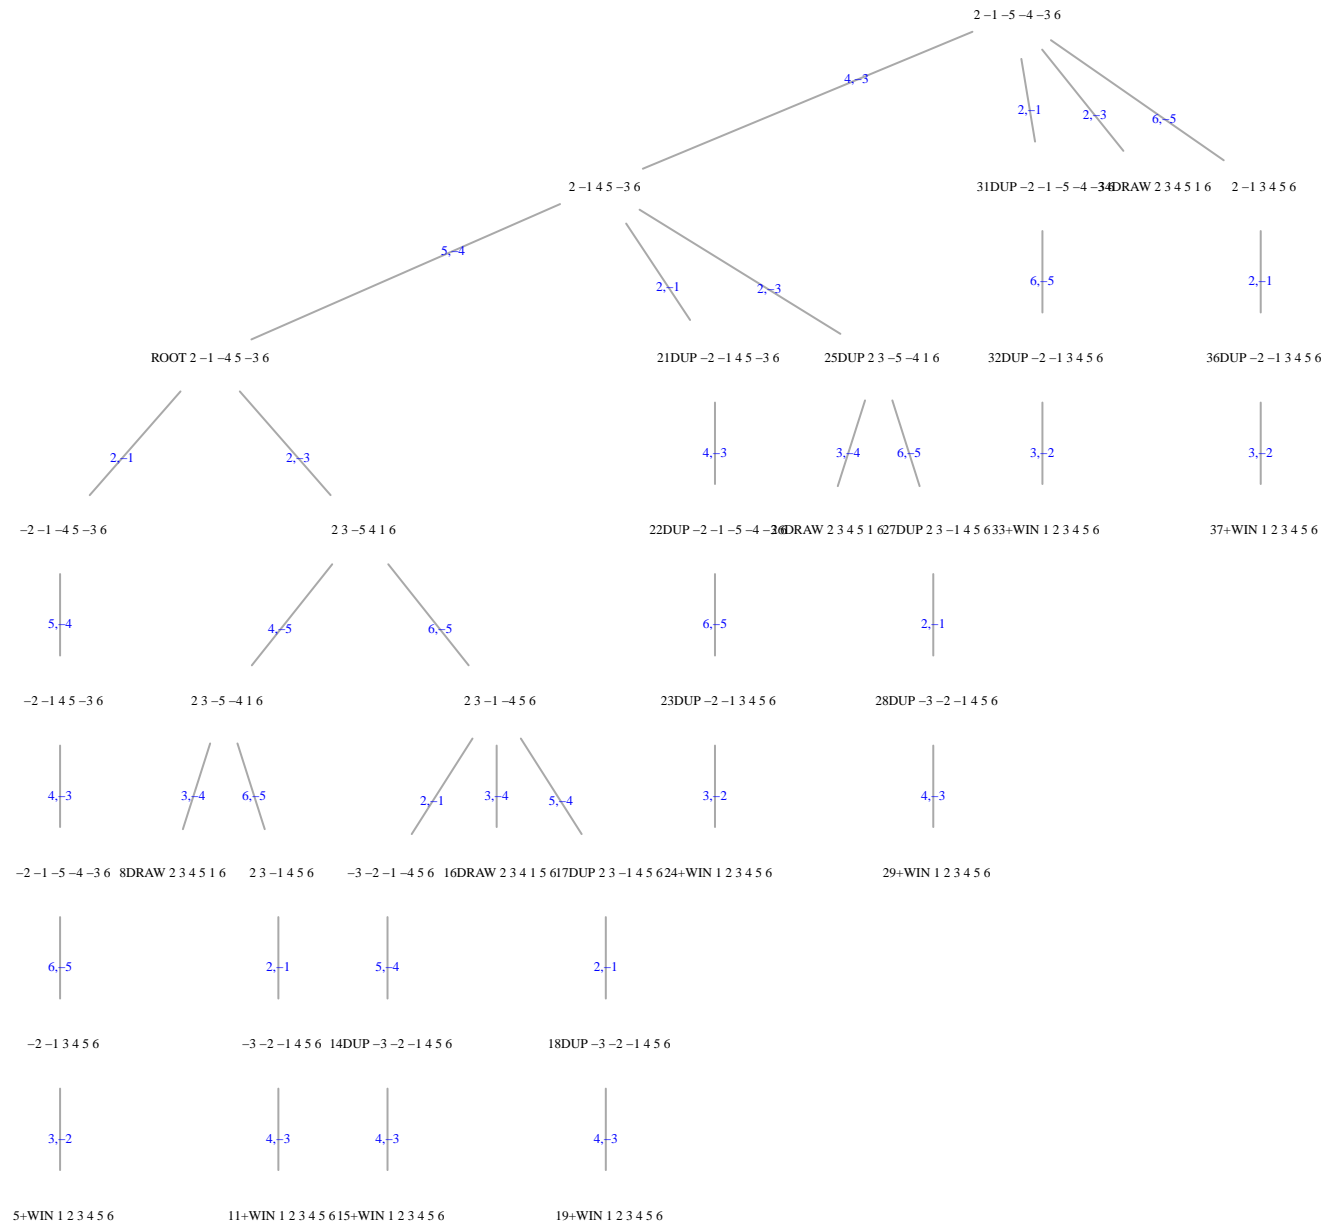 2 −1 −5 −4 −3 6
4,−3
2,−1
2,−3
6,−5
2 −1 4 5 −3 6
31DUP −2 −1 −5 −4 −3 6
34DRAW 2 3 4 5 1 6
2 −1 3 4 5 6
5,−4
2,−1
2,−3
6,−5
2,−1
ROOT 2 −1 −4 5 −3 6
21DUP −2 −1 4 5 −3 6
25DUP 2 3 −5 −4 1 6
32DUP −2 −1 3 4 5 6
36DUP −2 −1 3 4 5 6
2,−1
2,−3
4,−3
3,−4
6,−5
3,−2
3,−2
−2 −1 −4 5 −3 6
2 3 −5 4 1 6
22DUP −2 −1 −5 −4 −3 6
26DRAW 2 3 4 5 1 6
27DUP 2 3 −1 4 5 6
33+WIN 1 2 3 4 5 6
37+WIN 1 2 3 4 5 6
5,−4
4,−5
6,−5
6,−5
2,−1
−2 −1 4 5 −3 6
2 3 −5 −4 1 6
2 3 −1 −4 5 6
23DUP −2 −1 3 4 5 6
28DUP −3 −2 −1 4 5 6
4,−3
3,−4
6,−5
2,−1
3,−4
5,−4
3,−2
4,−3
−2 −1 −5 −4 −3 6
8DRAW 2 3 4 5 1 6
2 3 −1 4 5 6
−3 −2 −1 −4 5 6
16DRAW 2 3 4 1 5 6
17DUP 2 3 −1 4 5 6
24+WIN 1 2 3 4 5 6
29+WIN 1 2 3 4 5 6
6,−5
2,−1
5,−4
2,−1
−2 −1 3 4 5 6
−3 −2 −1 4 5 6
14DUP −3 −2 −1 4 5 6
18DUP −3 −2 −1 4 5 6
3,−2
4,−3
4,−3
4,−3
5+WIN 1 2 3 4 5 6
11+WIN 1 2 3 4 5 6
15+WIN 1 2 3 4 5 6
19+WIN 1 2 3 4 5 6